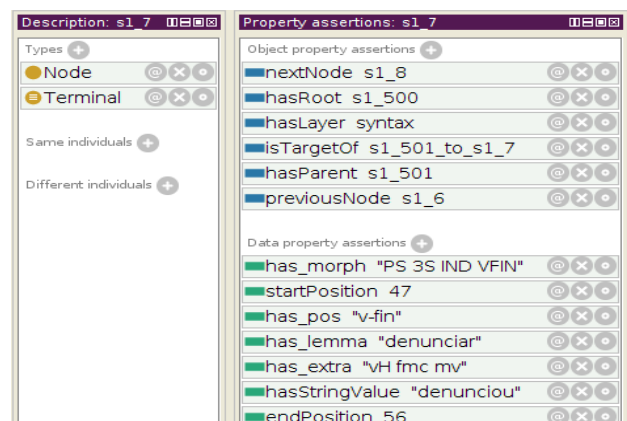 Description: s1_7
Types
Node
Terminal
Same individuals
Different individuals
Property assertions: s1_7
Object property assertions
nextNode s1_8
hasRoot s1_500
hasLayer syntax
isTargetOf s1_501_to_s1_7
hasParent s1_501
previousNode s1_6
Data property assertions
has_morph "PS 3S IND VFIN"
startPosition 47
has_pos "v-fin"
has_lemma "denunciar"
has_extra "vH fmc mv"
hasStringValue "denunciou"
endPosition 56